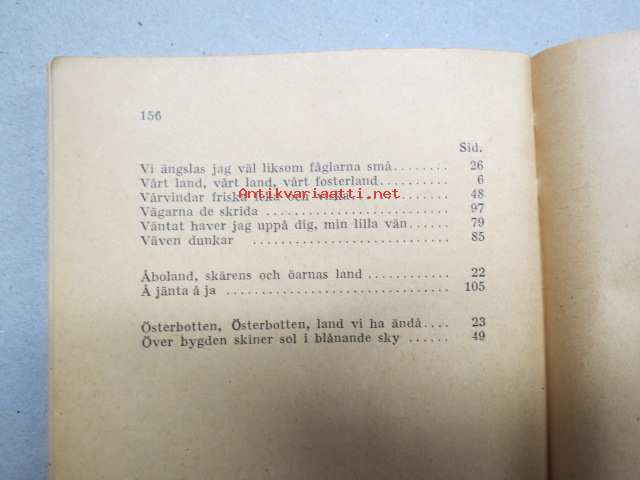 156
Sid.
Vi ängslas jag väl liksom fåglarna små........ 26
Vårt land, vårt land, vårt fosterland.......... 6
Vårvindar friska leka och viska.............. 48
Antikvariaatti.net
Vägarna de skrida ........................ 97
Väntat haver jag uppå dig, min lilla vän...... 79
Väven dunkar ........................ 85
Åboland, skärens och öarnas land ............ 22
Å jänta å ja .............................. 105
Österbotten, Österbotten, land vi ha ändå.... 23
Över bygden skiner sol i blånande sky ...... 49